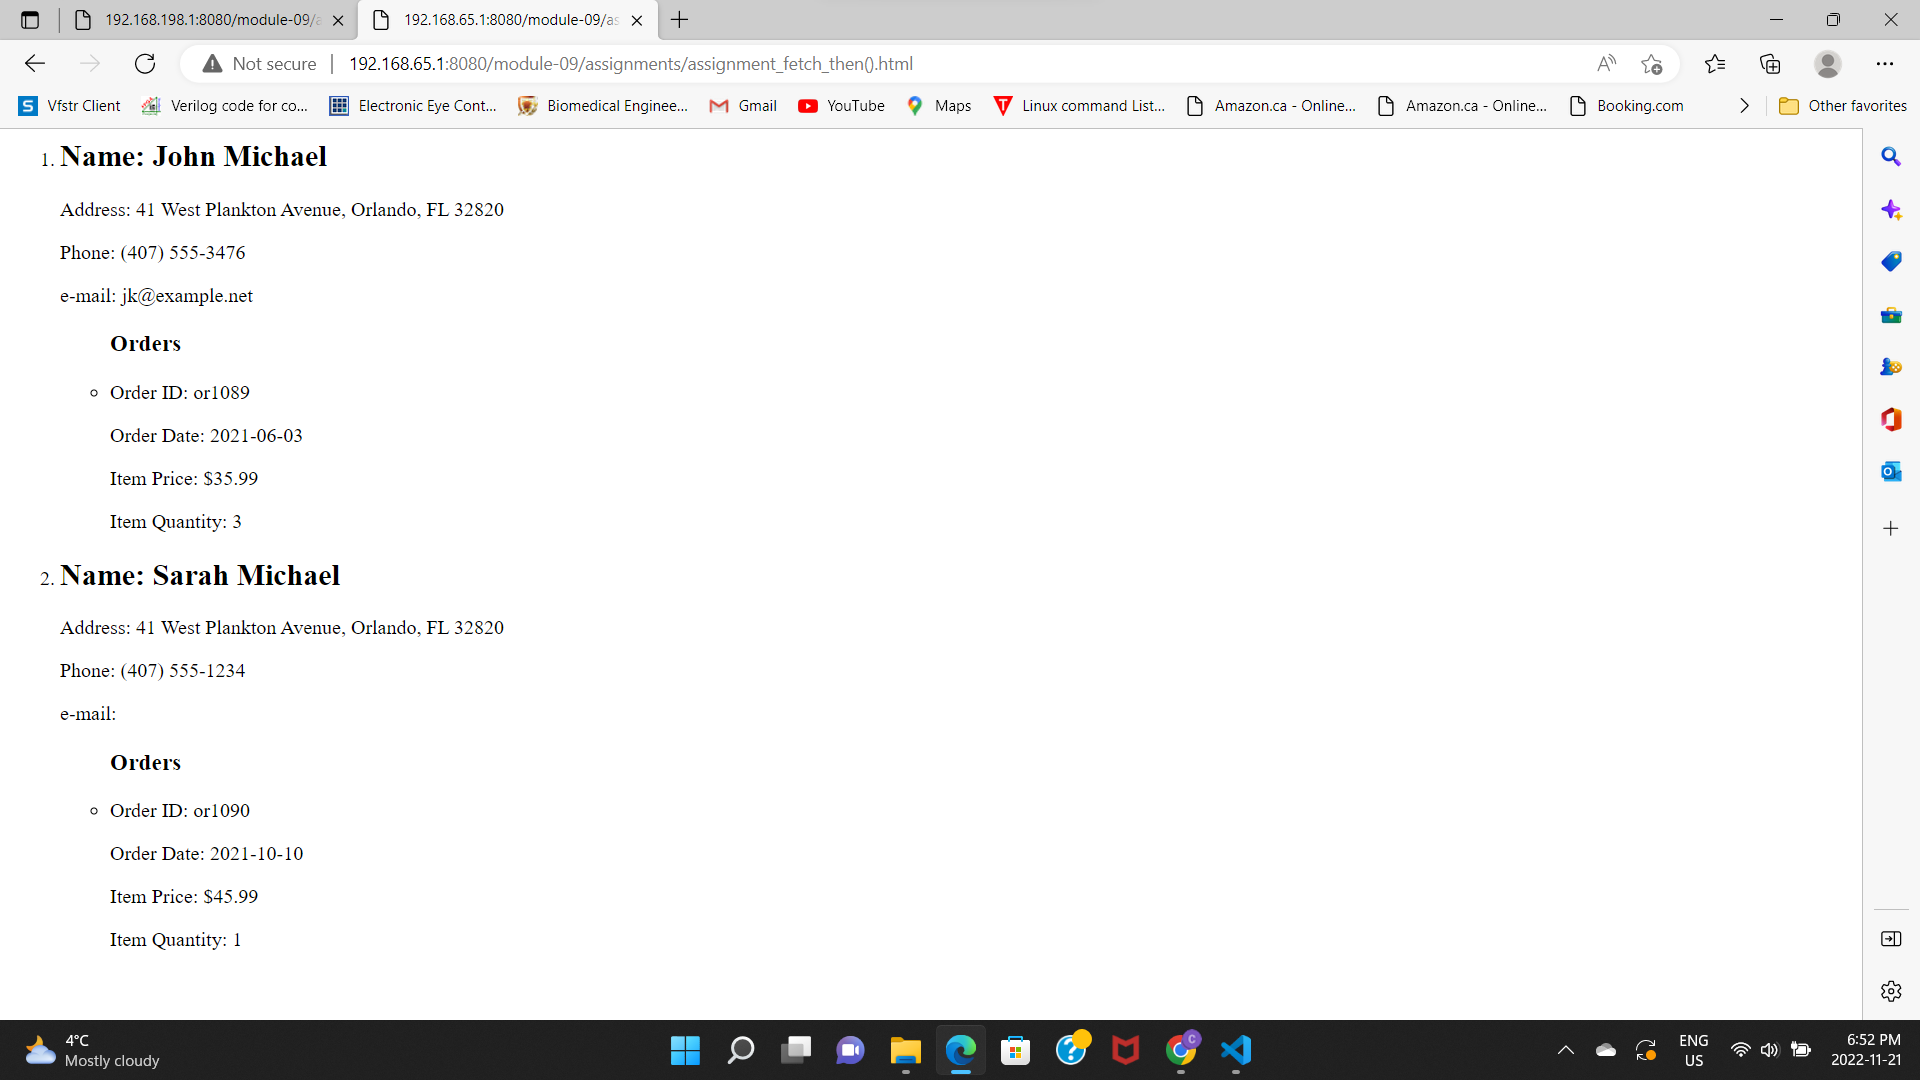 192.168.198.1:8080/module-09/a
192.168.65.1:8080/module-09/as
Not secure
192.168.65.1:8080/module-09/assignments/assignment_fetch_then().html
Vfstr Client
Verilog code for co...
Electronic Eye Cont...
Biomedical Enginee...
Gmail
YouTube
Maps
Linux command List...
Amazon.ca - Online...
Amazon.ca - Online...
Booking.com
Other favorites
1. Name: John Michael
Address: 41 West Plankton Avenue, Orlando, FL 32820
Phone: (407) 555-3476
e-mail: jk@example.net
Orders
Order ID: or1089
Order Date: 2021-06-03
Item Price: $35.99
Item Quantity: 3
2. Name: Sarah Michael
Address: 41 West Plankton Avenue, Orlando, FL 32820
Phone: (407) 555-1234
e-mail:
Orders
Order ID: or1090
Order Date: 2021-10-10
Item Price: $45.99
Item Quantity: 1
4°C
Mostly cloudy
ENG
US
6:52 PM
2022-11-21